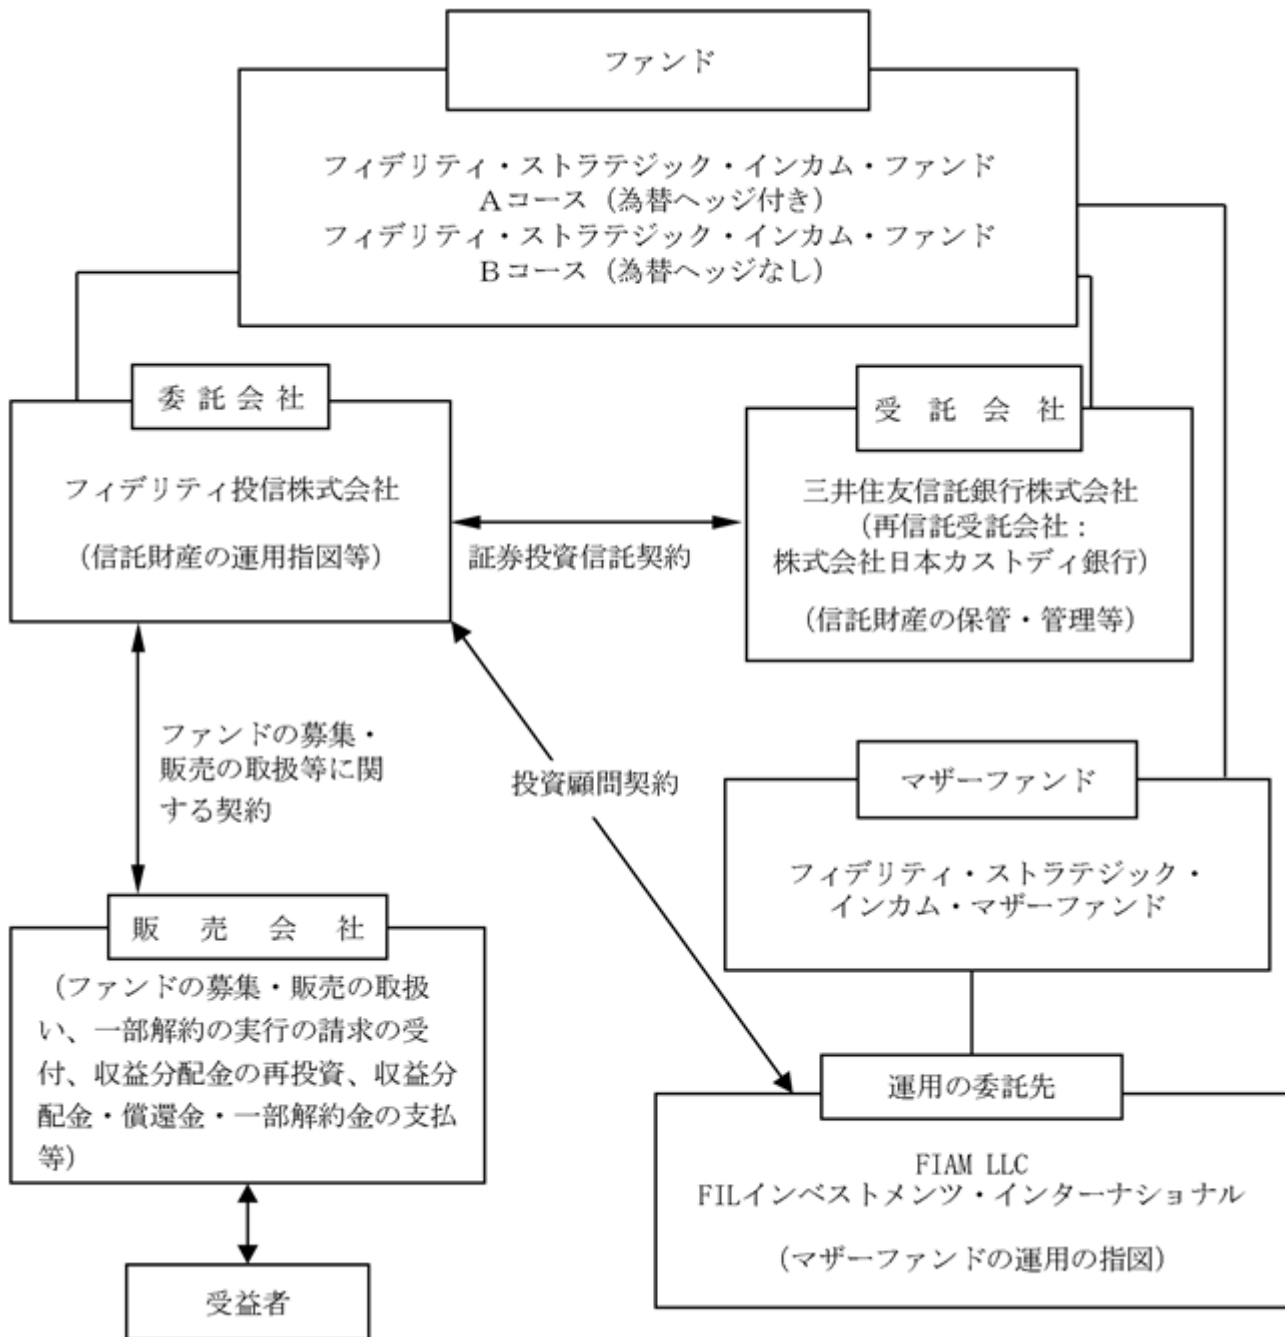 ファンド
フィデリティ・ストラテジック・インカム・ファンド
Aコース（為替ヘッジ付き）
フィデリティ・ストラテジック・インカム・ファンド
Bコース（為替ヘッジなし）
委託会社
フィデリティ投信株式会社
（信託財産の運用指図等）
証券投資信託契約
受託会社
三井住友信託銀行株式会社
（再信託受託会社：
株式会社日本カストディ銀行）
（信託財産の保管・管理等）
ファンドの募集・
販売の取扱等に関
する契約
投資顧問契約
マザーファンド
フィデリティ・ストラテジック・
インカム・マザーファンド
販売会社
（ファンドの募集・販売の取扱
い、一部解約の実行の請求の受
付、収益分配金の再投資、収益分
配金・償還金・一部解約金の支払
等）
運用の委託先
FIAM LLC
FILインベストメンツ・インターナショナル
（マザーファンドの運用の指図）
受益者